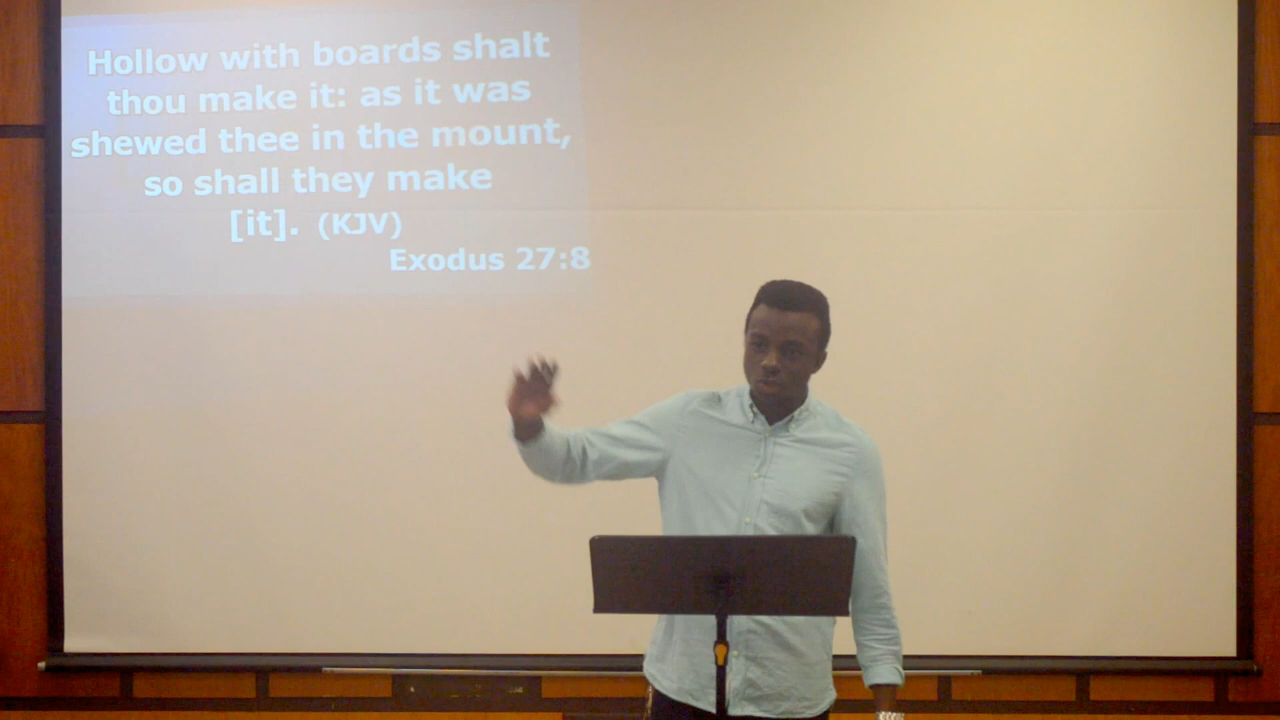 Hollow with boards shalt
thou make it: as it was
shewed thee in the mount,
so shall they make
[it]. (KJV)
Exodus 27:8